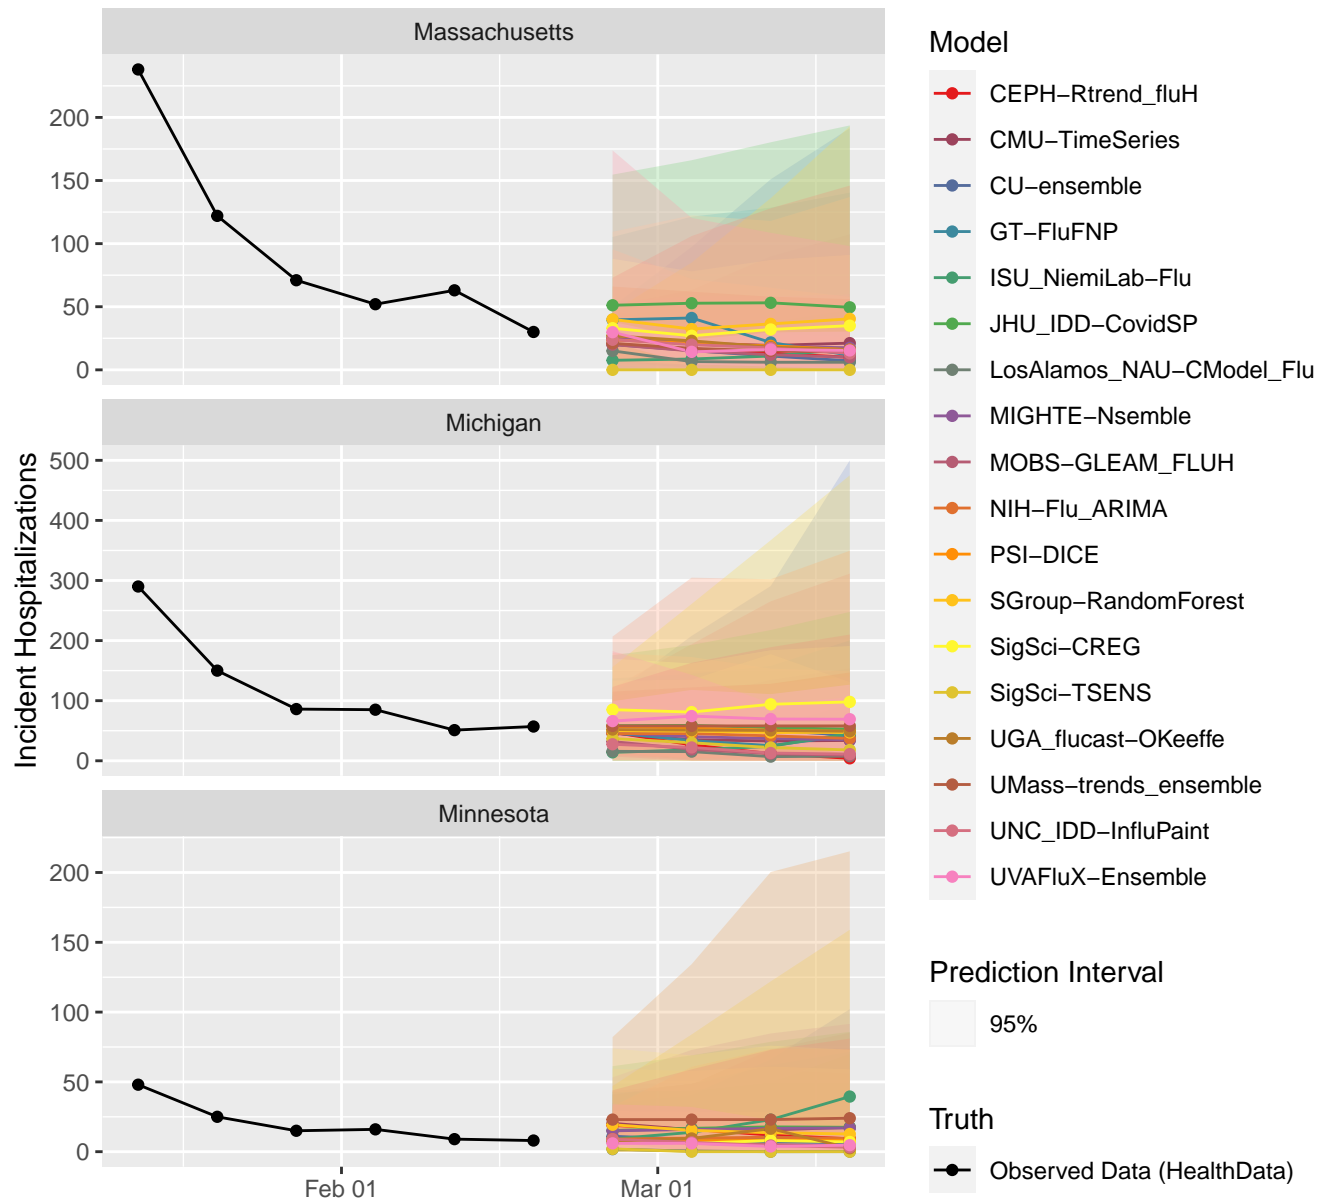 Massachusetts
200
150
100
50
0
Michigan
500
400
300
200
100
0
Minnesota
200
150
100
50
0
Feb 01
Mar 01
Incident Hospitalizations
Model
CEPH−Rtrend_fluH
CMU−TimeSeries
CU−ensemble
GT−FluFNP
ISU_NiemiLab−Flu
JHU_IDD−CovidSP
LosAlamos_NAU−CModel_Flu
MIGHTE−Nsemble
MOBS−GLEAM_FLUH
NIH−Flu_ARIMA
PSI−DICE
SGroup−RandomForest
SigSci−CREG
SigSci−TSENS
UGA_flucast−OKeeffe
UMass−trends_ensemble
UNC_IDD−InfluPaint
UVAFluX−Ensemble
Prediction Interval
95%
Truth
Observed Data (HealthData)